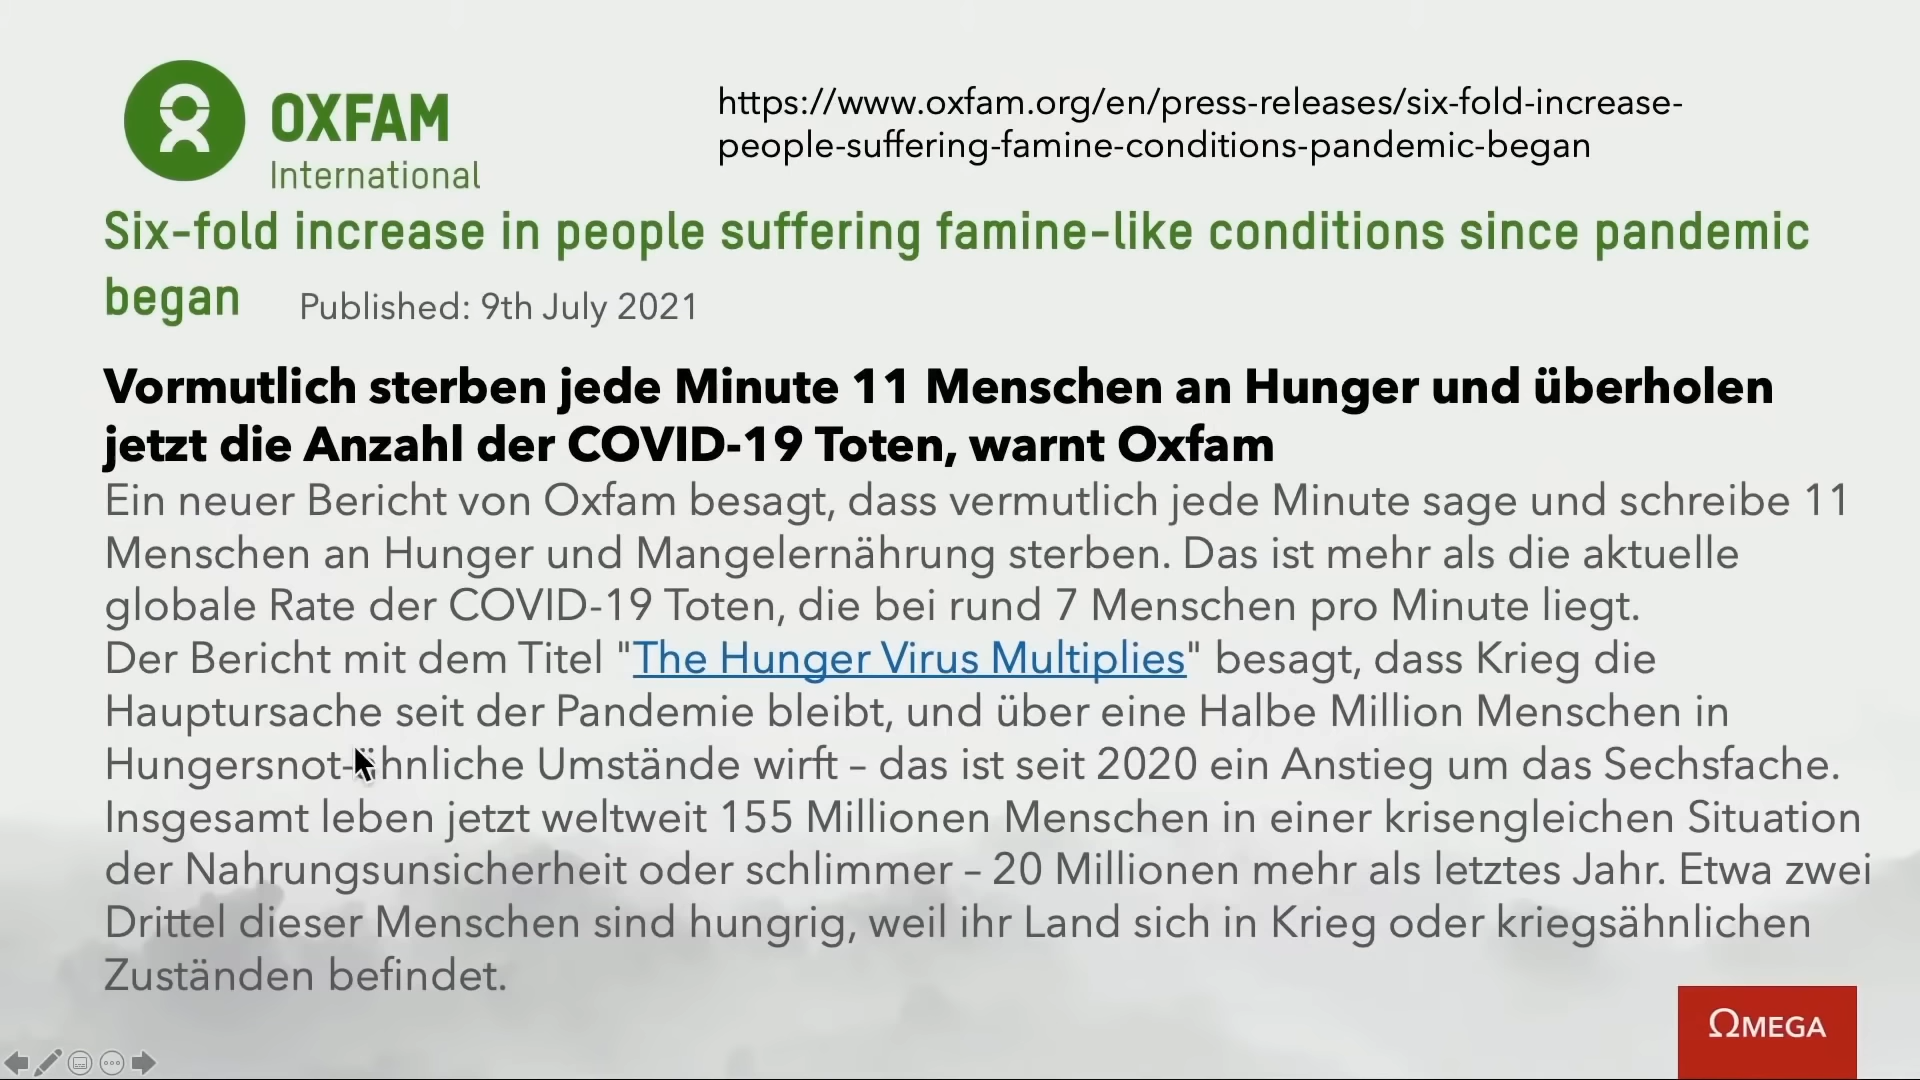 OXFAM
International
https://www.oxfam.org/en/press-releases/six-fold-increase-
people-suffering-famine-conditions-pandemic-began
Six-fold increase in people suffering famine-like conditions since pandemic
began Published: 9th July 2021
Vormutlich sterben jede Minute 11 Menschen an Hunger und überholen
jetzt die Anzahl der COVID-19 Toten, warnt Oxfam
Ein neuer Bericht von Oxfam besagt, dass vermutlich jede Minute sage und schreibe 11
Menschen an Hunger und Mangelernährung sterben. Das ist mehr als die aktuelle
globale Rate der COVID-19 Toten, die bei rund 7 Menschen pro Minute liegt.
Der Bericht mit dem Titel "The Hunger Virus Multiplies" besagt, dass Krieg die
Hauptursache seit der Pandemie bleibt, und über eine Halbe Million Menschen in
Hungersnot-ähnliche Umstände wirft – das ist seit 2020 ein Anstieg um das Sechsfache.
Insgesamt leben jetzt weltweit 155 Millionen Menschen in einer krisengleichen Situation
der Nahrungsunsicherheit oder schlimmer – 20 Millionen mehr als letztes Jahr. Etwa zwei
Drittel dieser Menschen sind hungrig, weil ihr Land sich in Krieg oder kriegsähnlichen
Zuständen befindet.
ΩMEGA